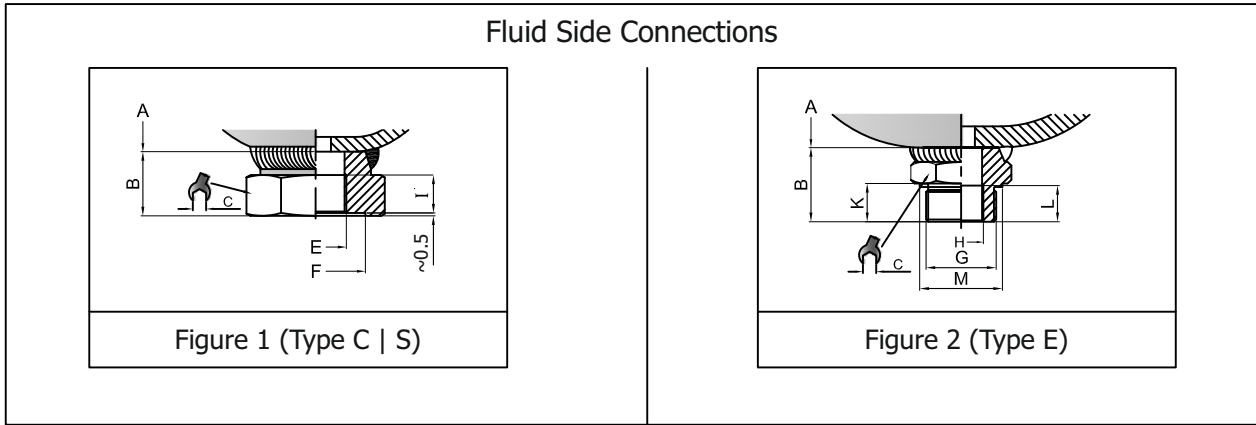 Fluid Side Connections
A
B
C
I
E
F
~0.5
Figure 1 (Type C | S)
A
B
K
L
H
G
C
M
Figure 2 (Type E)